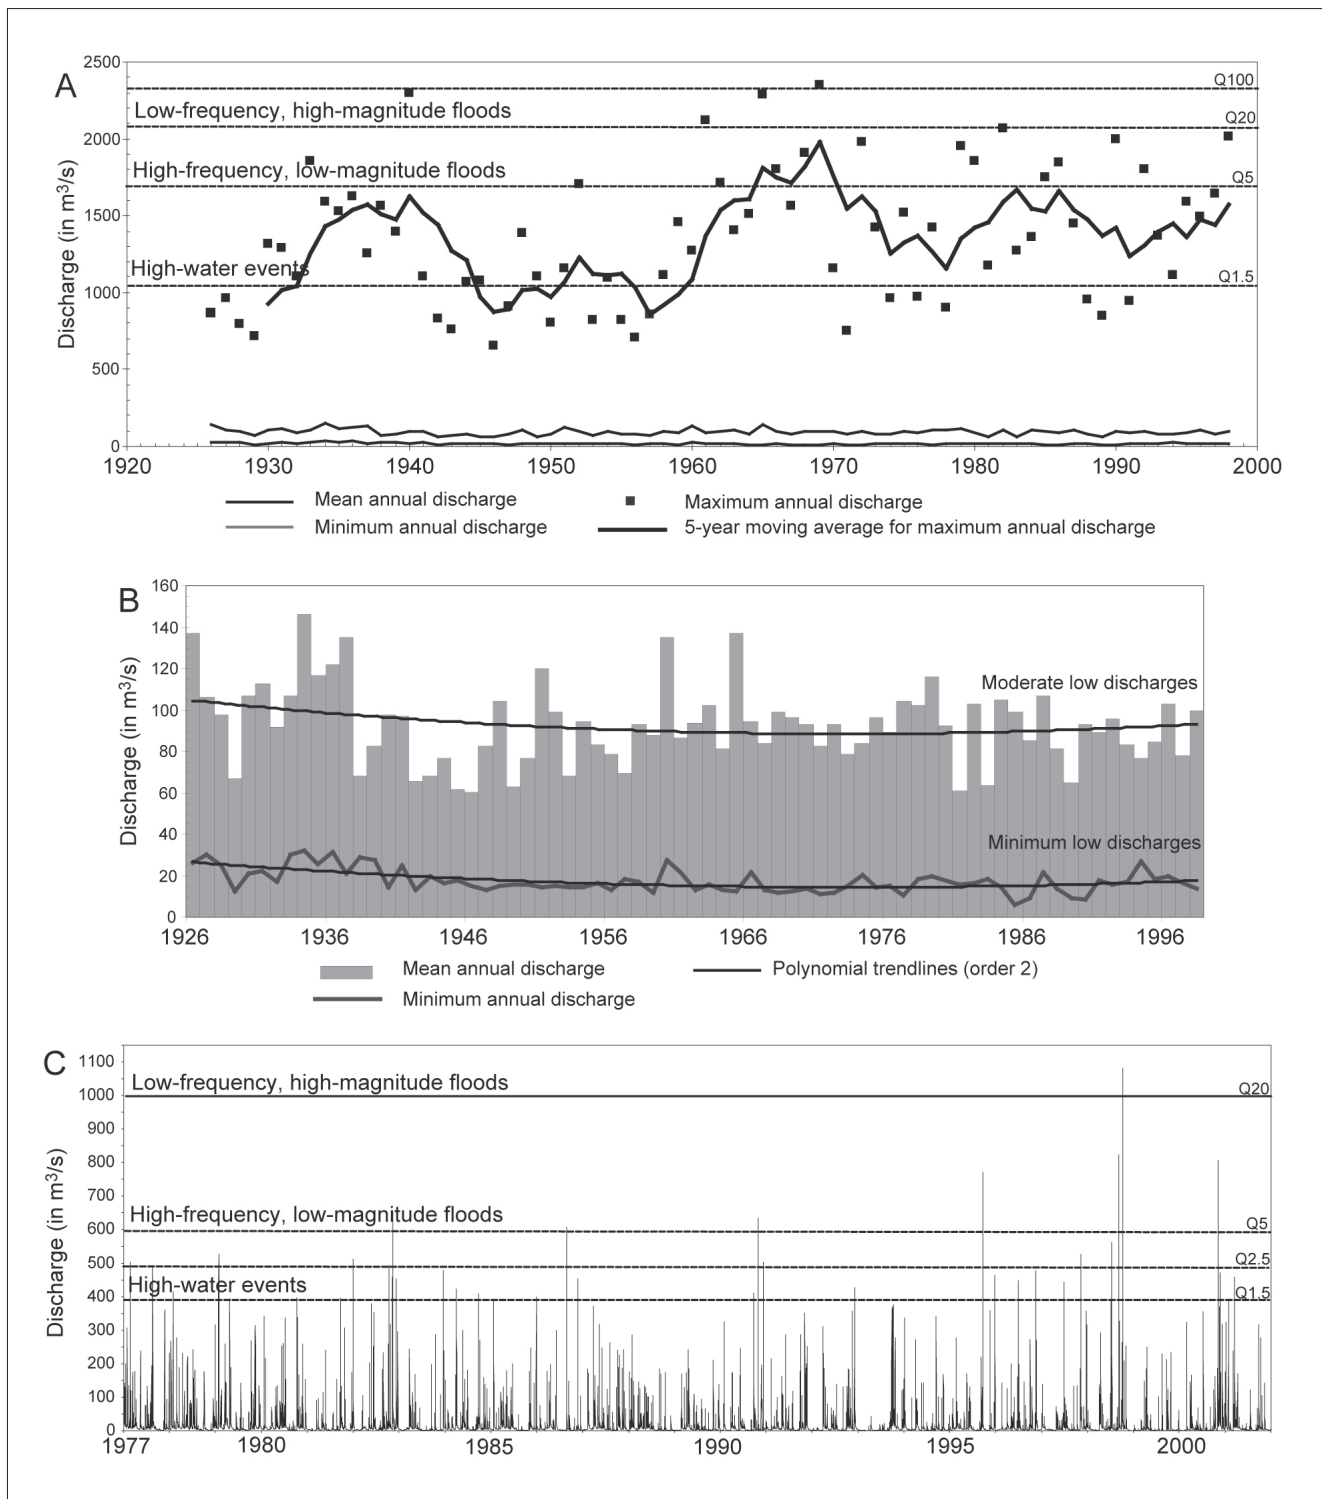 A
2500
2000
1500
1000
500
0
Discharge (in m³/s)
Q100
Low-frequency, high-magnitude floods
Q20
High-frequency, low-magnitude floods
Q5
High-water events
Q1.5
1920 1930 1940 1950 1960 1970 1980 1990 2000
Mean annual discharge
Maximum annual discharge
Minimum annual discharge
5-year moving average for maximum annual discharge
B
160
140
120
100
80
60
40
20
0
Discharge (in m³/s)
Moderate low discharges
Minimum low discharges
1926 1936 1946 1956 1966 1976 1986 1996
Mean annual discharge
Polynomial trendlines (order 2)
Minimum annual discharge
C
1100
1000
900
800
700
600
500
400
300
200
100
0
Discharge (in m³/s)
Low-frequency, high-magnitude floods
Q20
High-frequency, low-magnitude floods
Q5
Q2.5
High-water events
Q1.5
1977 1980 1985 1990 1995 2000